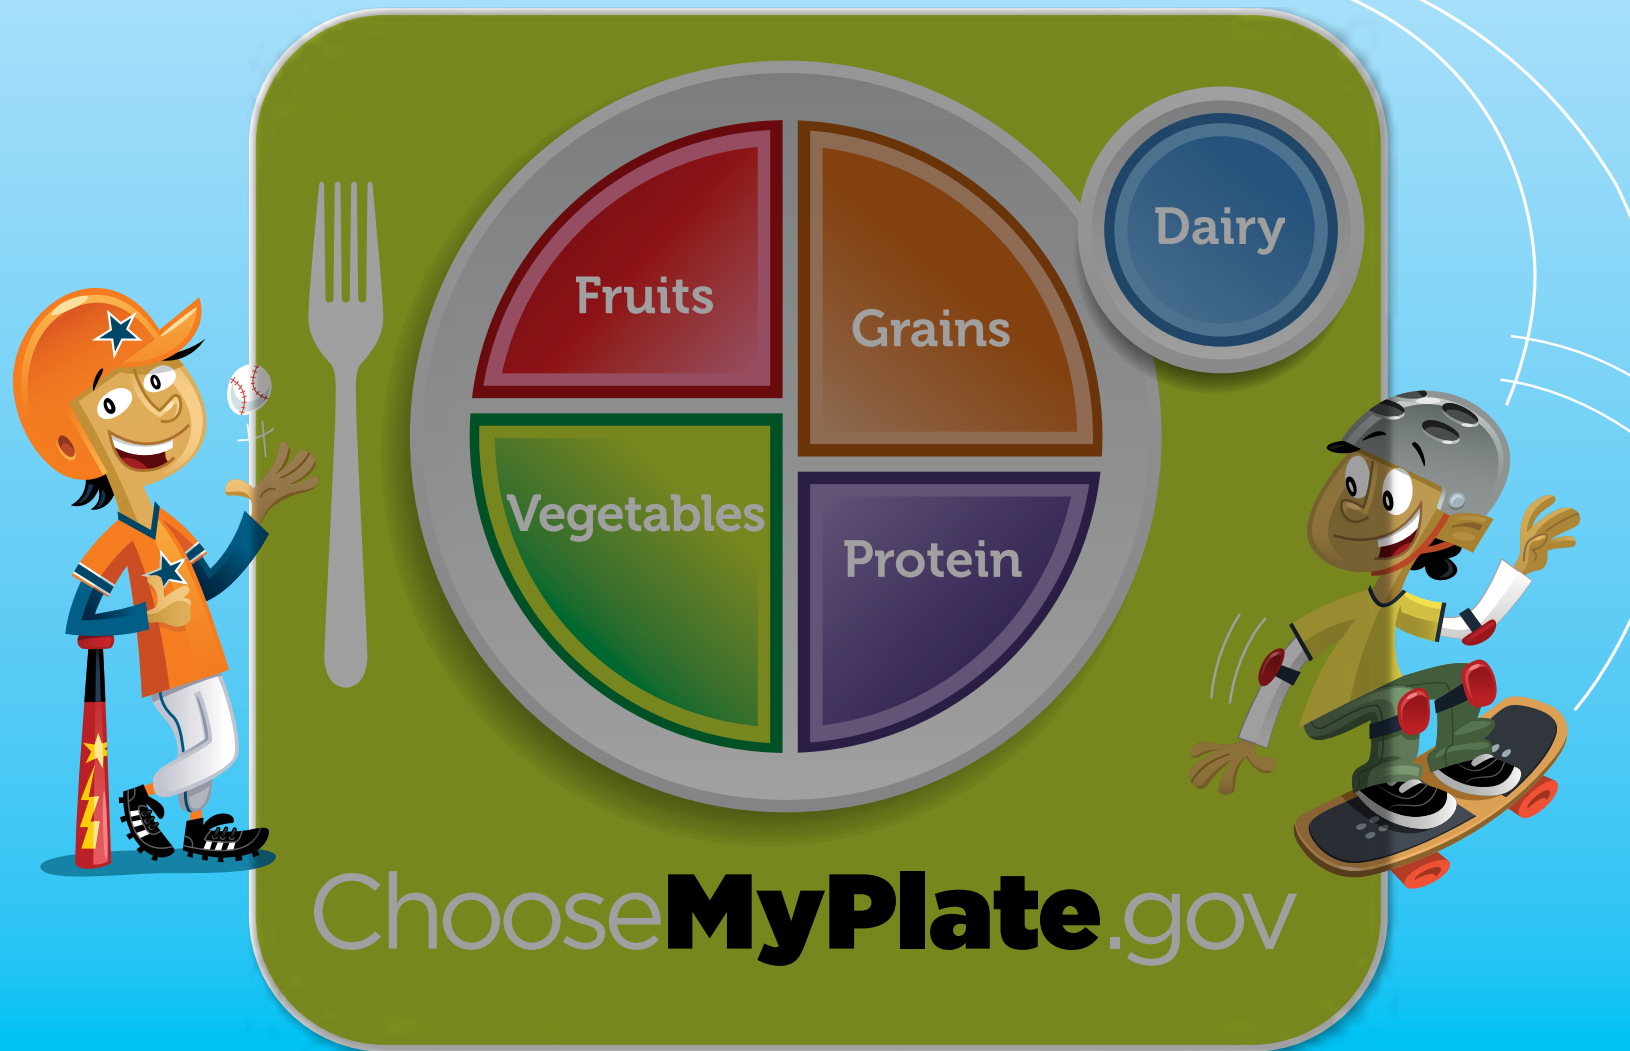 Fruits
Grains
Dairy
Vegetables
Protein
ChooseMyPlate.gov